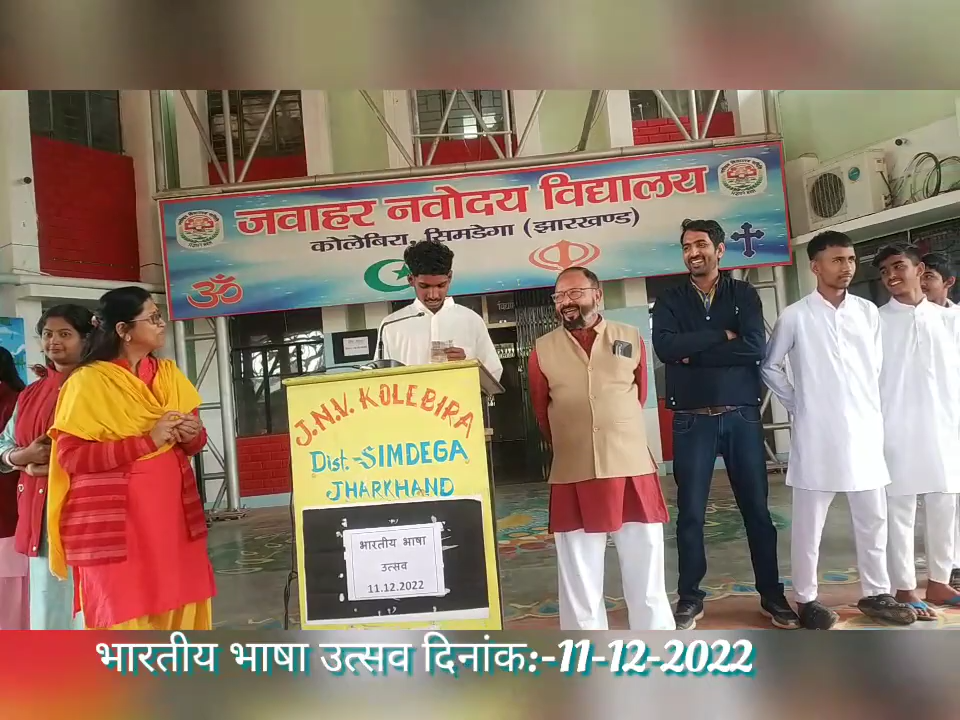 जवाहर नवोदय विद्यालय
कोलेबिरा, सिमडेगा (झारखण्ड)
J.N.V. KOLEBIRA
Dist.-SIMDEGA
JHARKHAND
भारतीय भाषा
उत्सव
11.12.2022
भारतीय भाषा उत्सव दिनांक:-11-12-2022